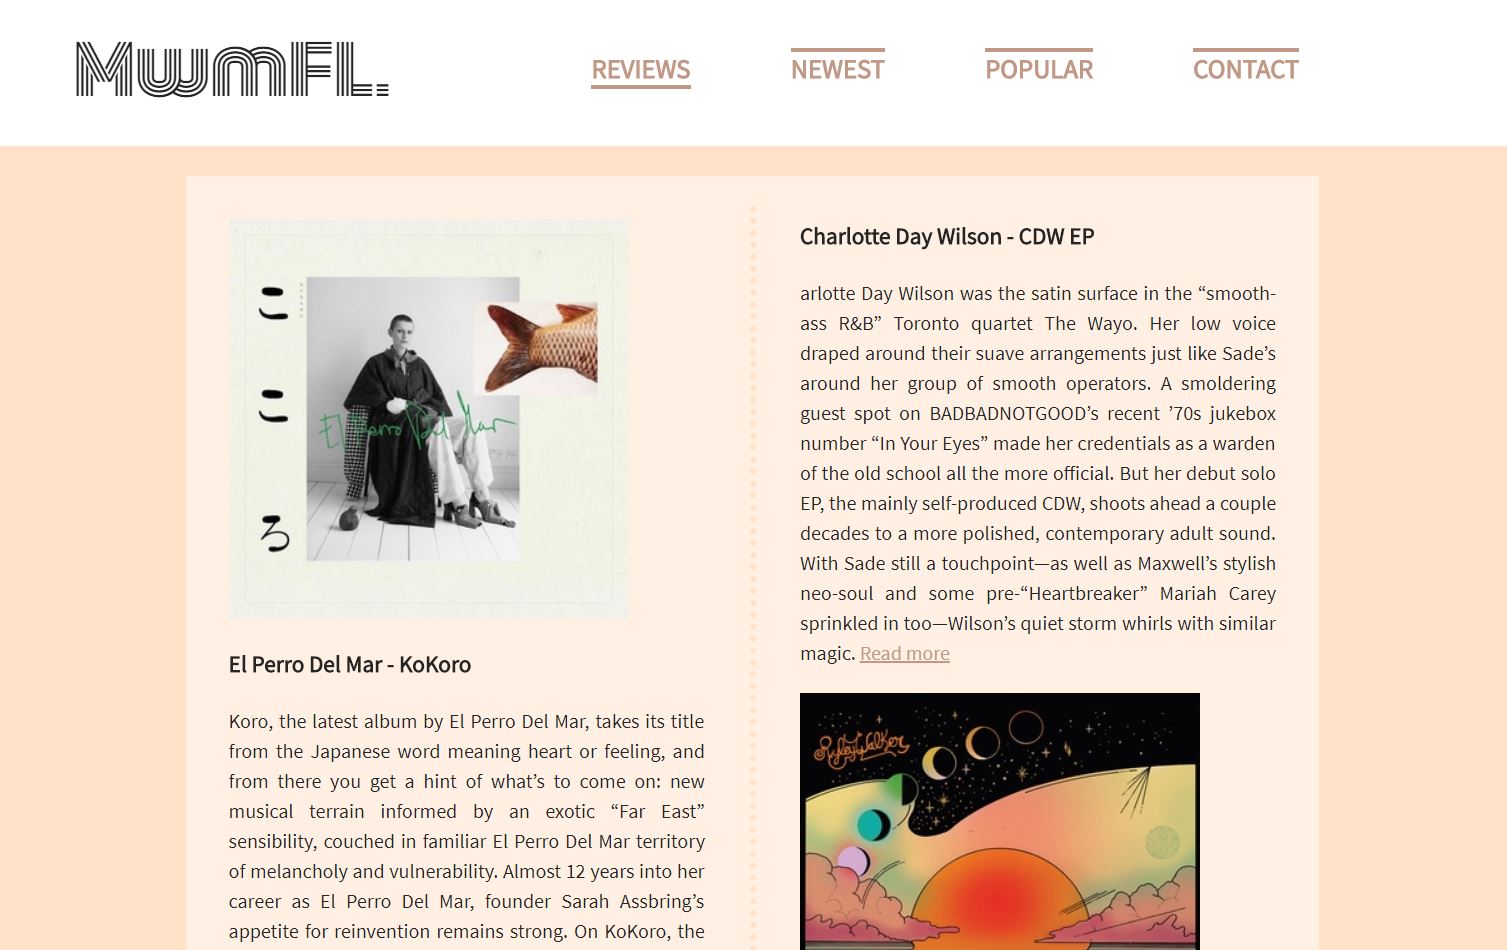 MwmFL.
REVIEWS
NEWEST
POPULAR
CONTACT
こ
こ
ろ
El Perro Del Mar
El Perro Del Mar - KoKoro
Koro, the latest album by El Perro Del Mar, takes its title
from the Japanese word meaning heart or feeling, and
from there you get a hint of what’s to come on: new
musical terrain informed by an exotic “Far East”
sensibility, couched in familiar El Perro Del Mar territory
of melancholy and vulnerability. Almost 12 years into her
career as El Perro Del Mar, founder Sarah Assbring’s
appetite for reinvention remains strong. On KoKoro, the
Charlotte Day Wilson - CDW EP
arlotte Day Wilson was the satin surface in the “smooth-
ass R&B” Toronto quartet The Wayo. Her low voice
draped around their suave arrangements just like Sade’s
around her group of smooth operators. A smoldering
guest spot on BADBADNOTGOOD’s recent ’70s jukebox
number “In Your Eyes” made her credentials as a warden
of the old school all the more official. But her debut solo
EP, the mainly self-produced CDW, shoots ahead a couple
decades to a more polished, contemporary adult sound.
With Sade still a touchpoint—as well as Maxwell’s stylish
neo-soul and some pre-“Heartbreaker” Mariah Carey
sprinkled in too—Wilson’s quiet storm whirls with similar
magic. Read more
RyleyWalker